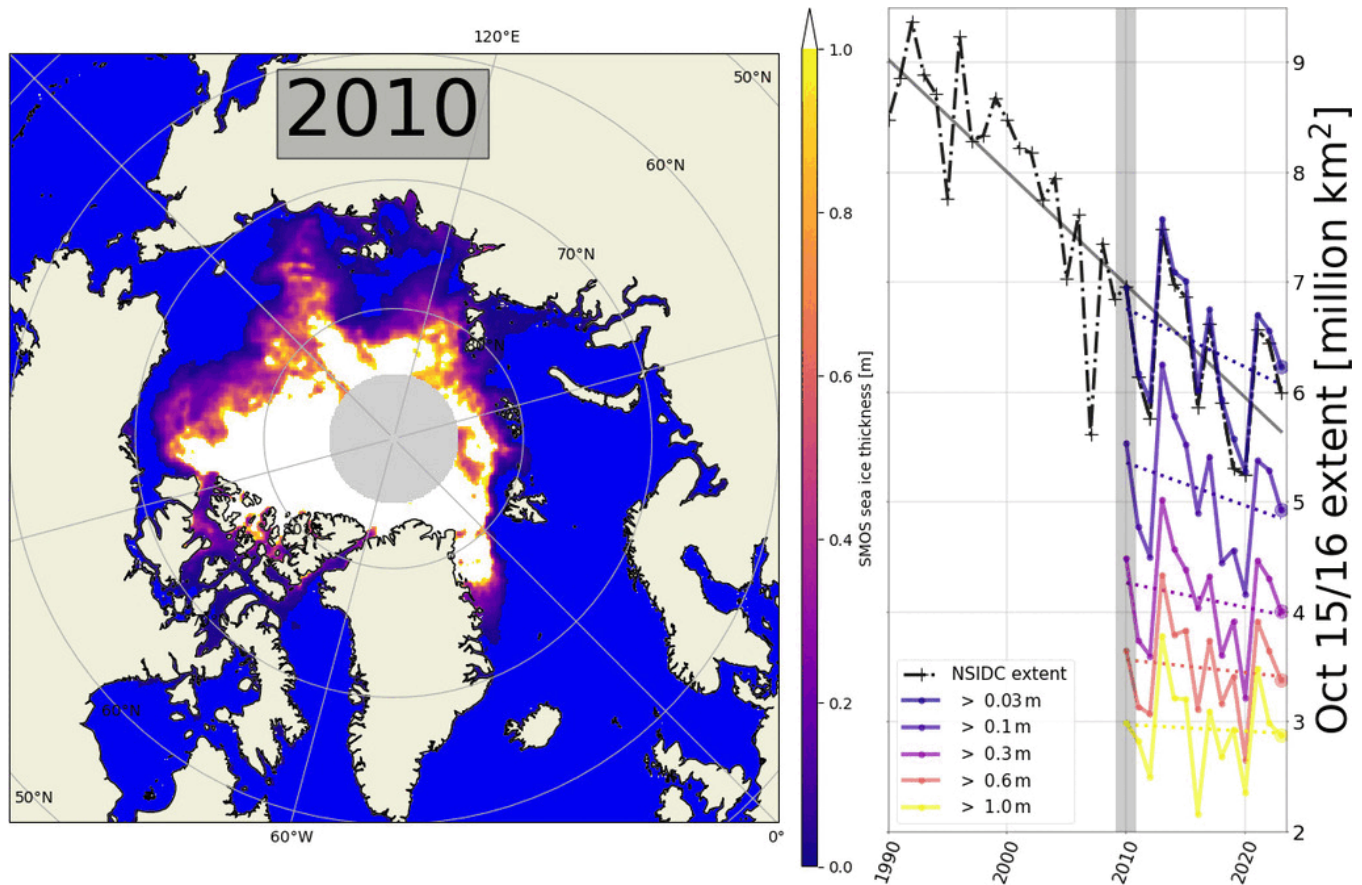 120°E
50°N
2010
60°N
70°N
80°N
80°N
60°N
50°N
60°W
0°
1.0
0.8
0.6
0.4
0.2
0.0
SMOS sea ice thickness [m]
9
8
7
6
5
4
3
2
Oct 15/16 extent [million km²]
NSIDC extent
> 0.03 m
> 0.1 m
> 0.3 m
> 0.6 m
> 1.0 m
1990
2000
2010
2020